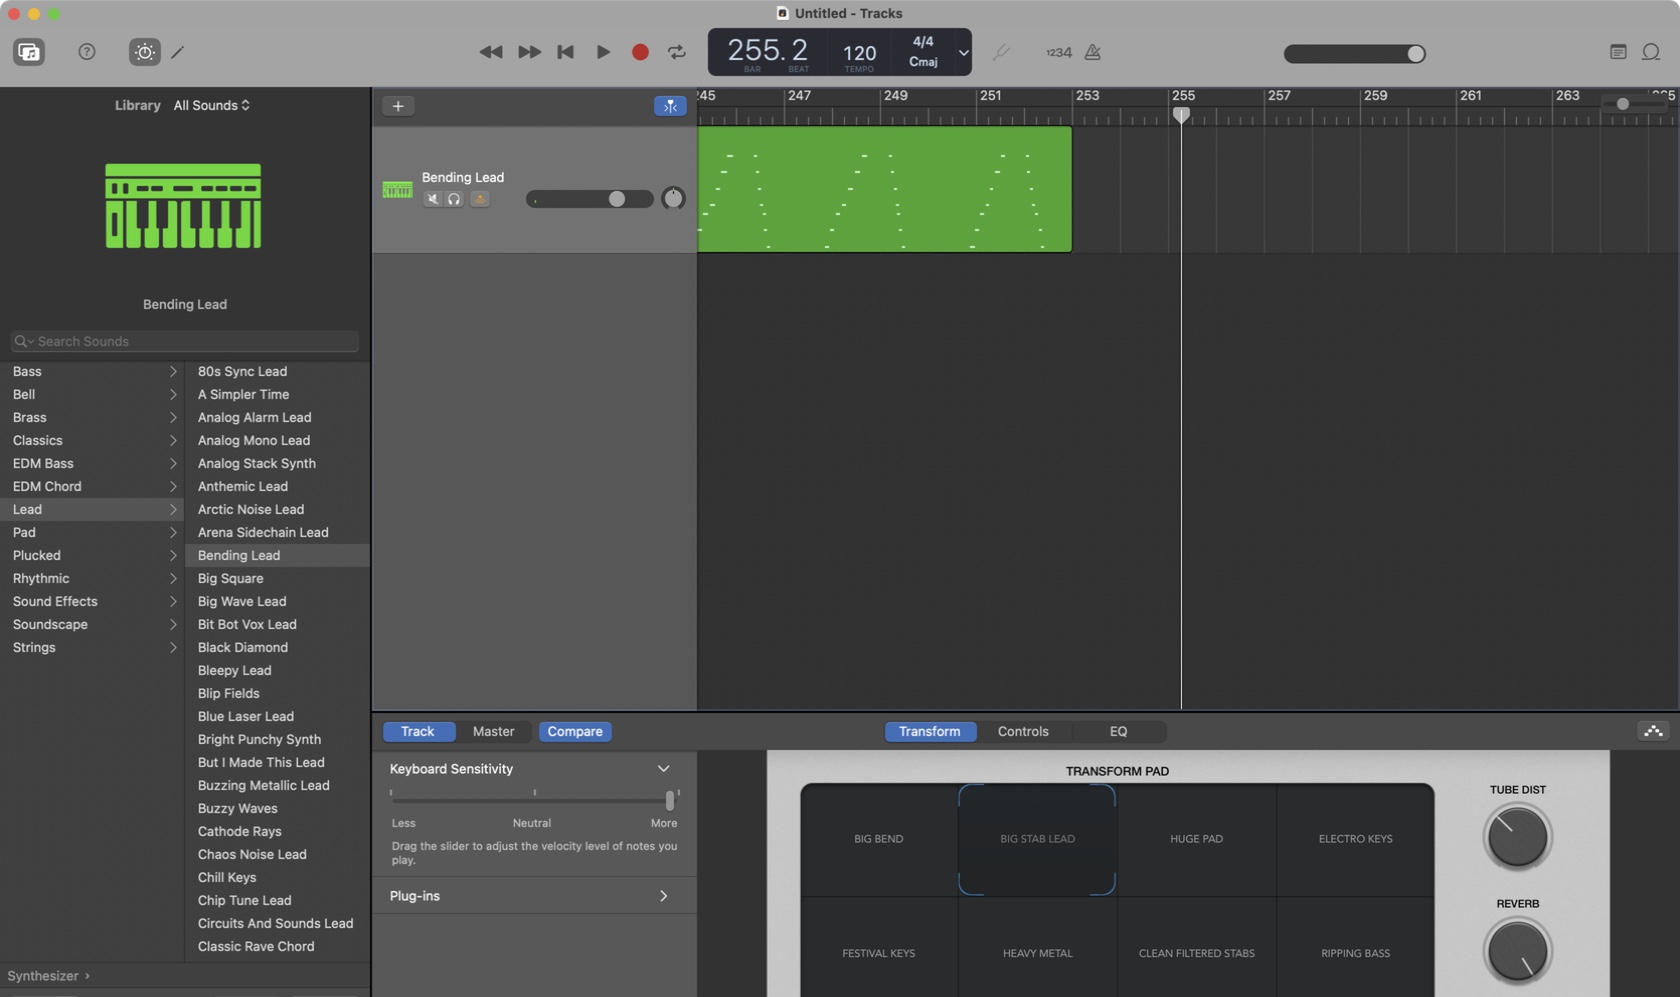 Untitled - Tracks
255.2
BAR
BEAT
120
TEMPO
4/4
Cmaj
1234
Library
All Sounds
245
247
249
251
253
255
257
259
261
263
Bending Lead
Bending Lead
Search Sounds
Bass
Bell
Brass
Classics
EDM Bass
EDM Chord
Lead
Pad
Plucked
Rhythmic
Sound Effects
Soundscape
Strings
80s Sync Lead
A Simpler Time
Analog Alarm Lead
Analog Mono Lead
Analog Stack Synth
Anthemic Lead
Arctic Noise Lead
Arena Sidechain Lead
Bending Lead
Big Square
Big Wave Lead
Bit Bot Vox Lead
Black Diamond
Bleepy Lead
Blip Fields
Blue Laser Lead
Bright Punchy Synth
But I Made This Lead
Buzzing Metallic Lead
Buzzy Waves
Cathode Rays
Chaos Noise Lead
Chill Keys
Chip Tune Lead
Circuits And Sounds Lead
Classic Rave Chord
Synthesizer ›
Track
Master
Compare
Transform
Controls
EQ
Keyboard Sensitivity
Less
Neutral
More
Drag the slider to adjust the velocity level of notes you
play.
Plug-ins
TRANSFORM PAD
BIG BEND
BIG STAB LEAD
HUGE PAD
ELECTRO KEYS
FESTIVAL KEYS
HEAVY METAL
CLEAN FILTERED STABS
RIPPING BASS
TUBE DIST
REVERB